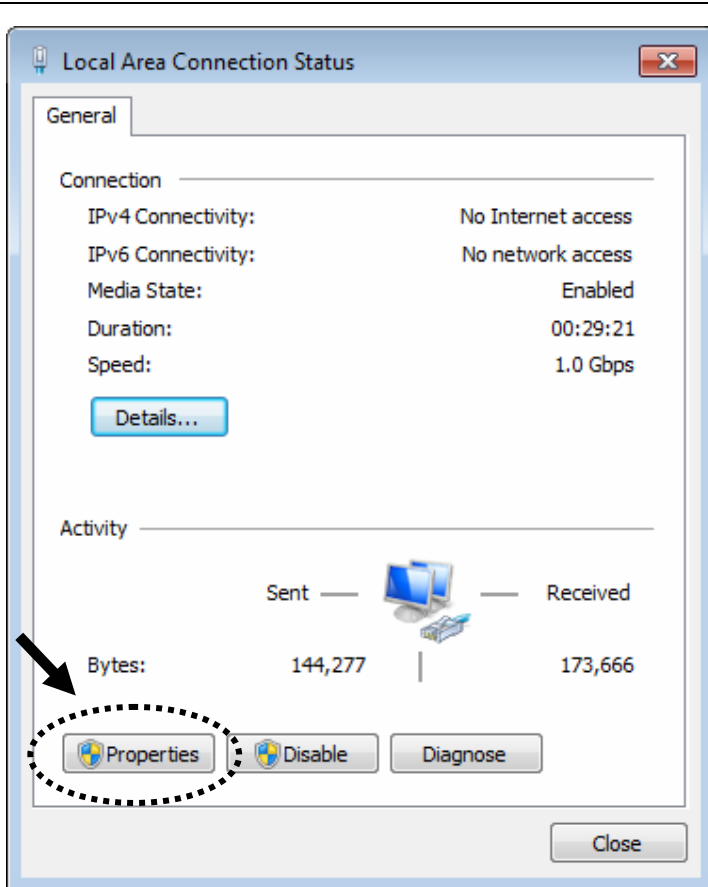 Local Area Connection Status
General
Connection
IPv4 Connectivity: No Internet access
IPv6 Connectivity: No network access
Media State: Enabled
Duration: 00:29:21
Speed: 1.0 Gbps
Details...
Activity
Sent Received
Bytes: 144,277 173,666
Properties Disable Diagnose
Close